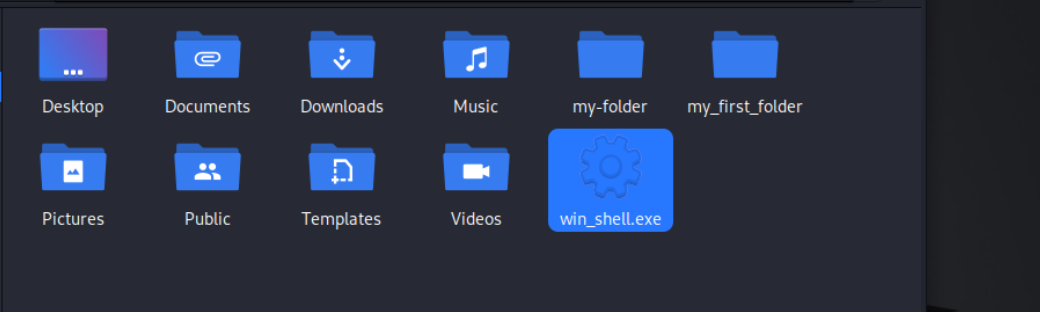 Desktop
Documents
Downloads
Music
my-folder
my_first_folder
Pictures
Public
Templates
Videos
win_shell.exe